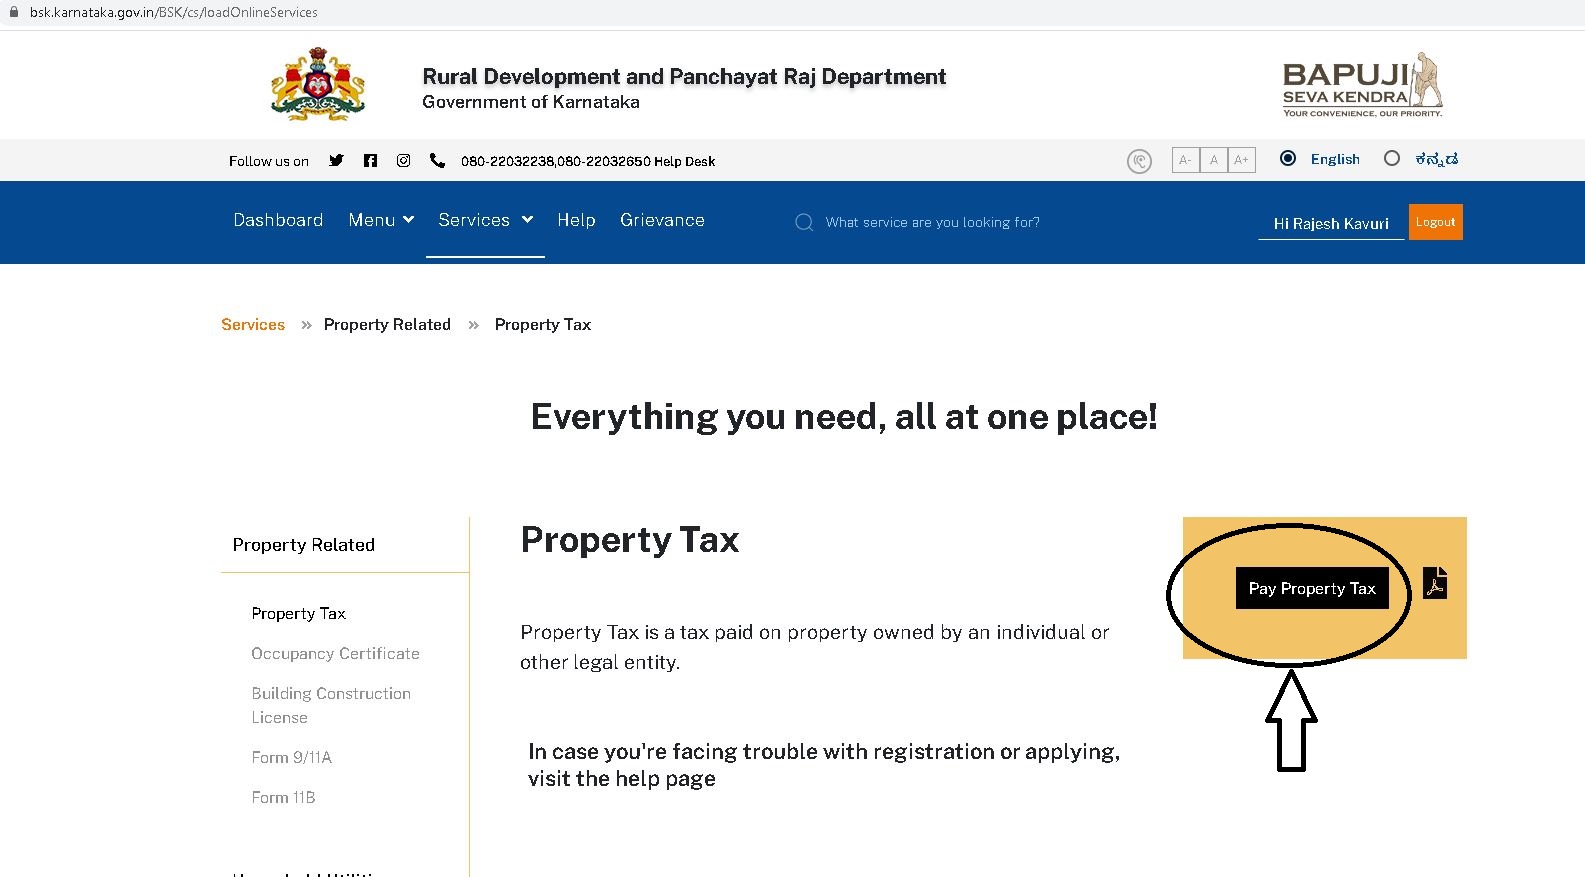 bsk.karnataka.gov.in/BSK/cs/loadOnlineServices
Rural Development and Panchayat Raj Department
Government of Karnataka
BAPUJI
SEVA KENDRA
YOUR CONVENIENCE, OUR PRIORITY.
Follow us on 080-22032238,080-22032650 Help Desk A- A A+ English ಕನ್ನಡ
Dashboard Menu Services Help Grievance What service are you looking for? Hi Rajesh Kavuri Logout
Services » Property Related » Property Tax
Everything you need, all at one place!
Property Related
Property Tax
Occupancy Certificate
Building Construction
License
Form 9/11A
Form 11B
Property Tax
Property Tax is a tax paid on property owned by an individual or
other legal entity.
In case you're facing trouble with registration or applying,
visit the help page
Pay Property Tax